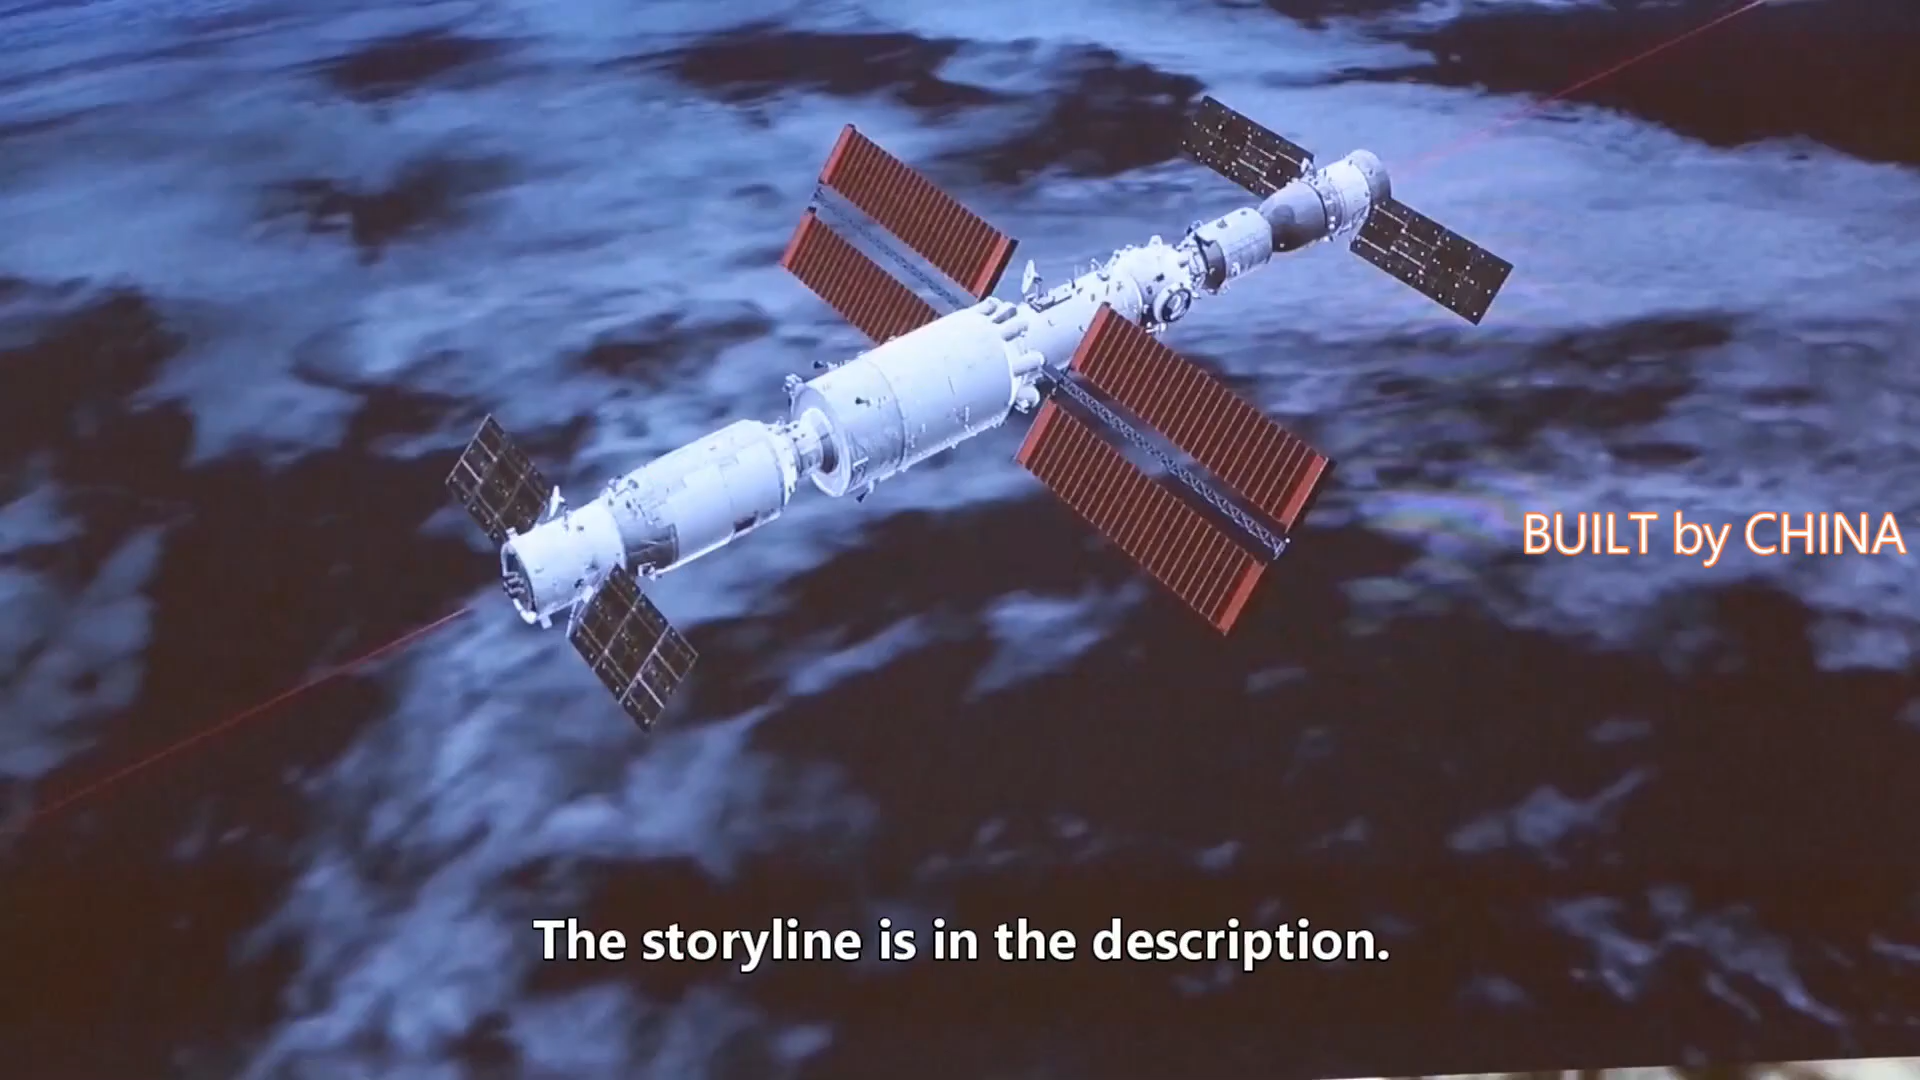 BUILT by CHINA
The storyline is in the description.